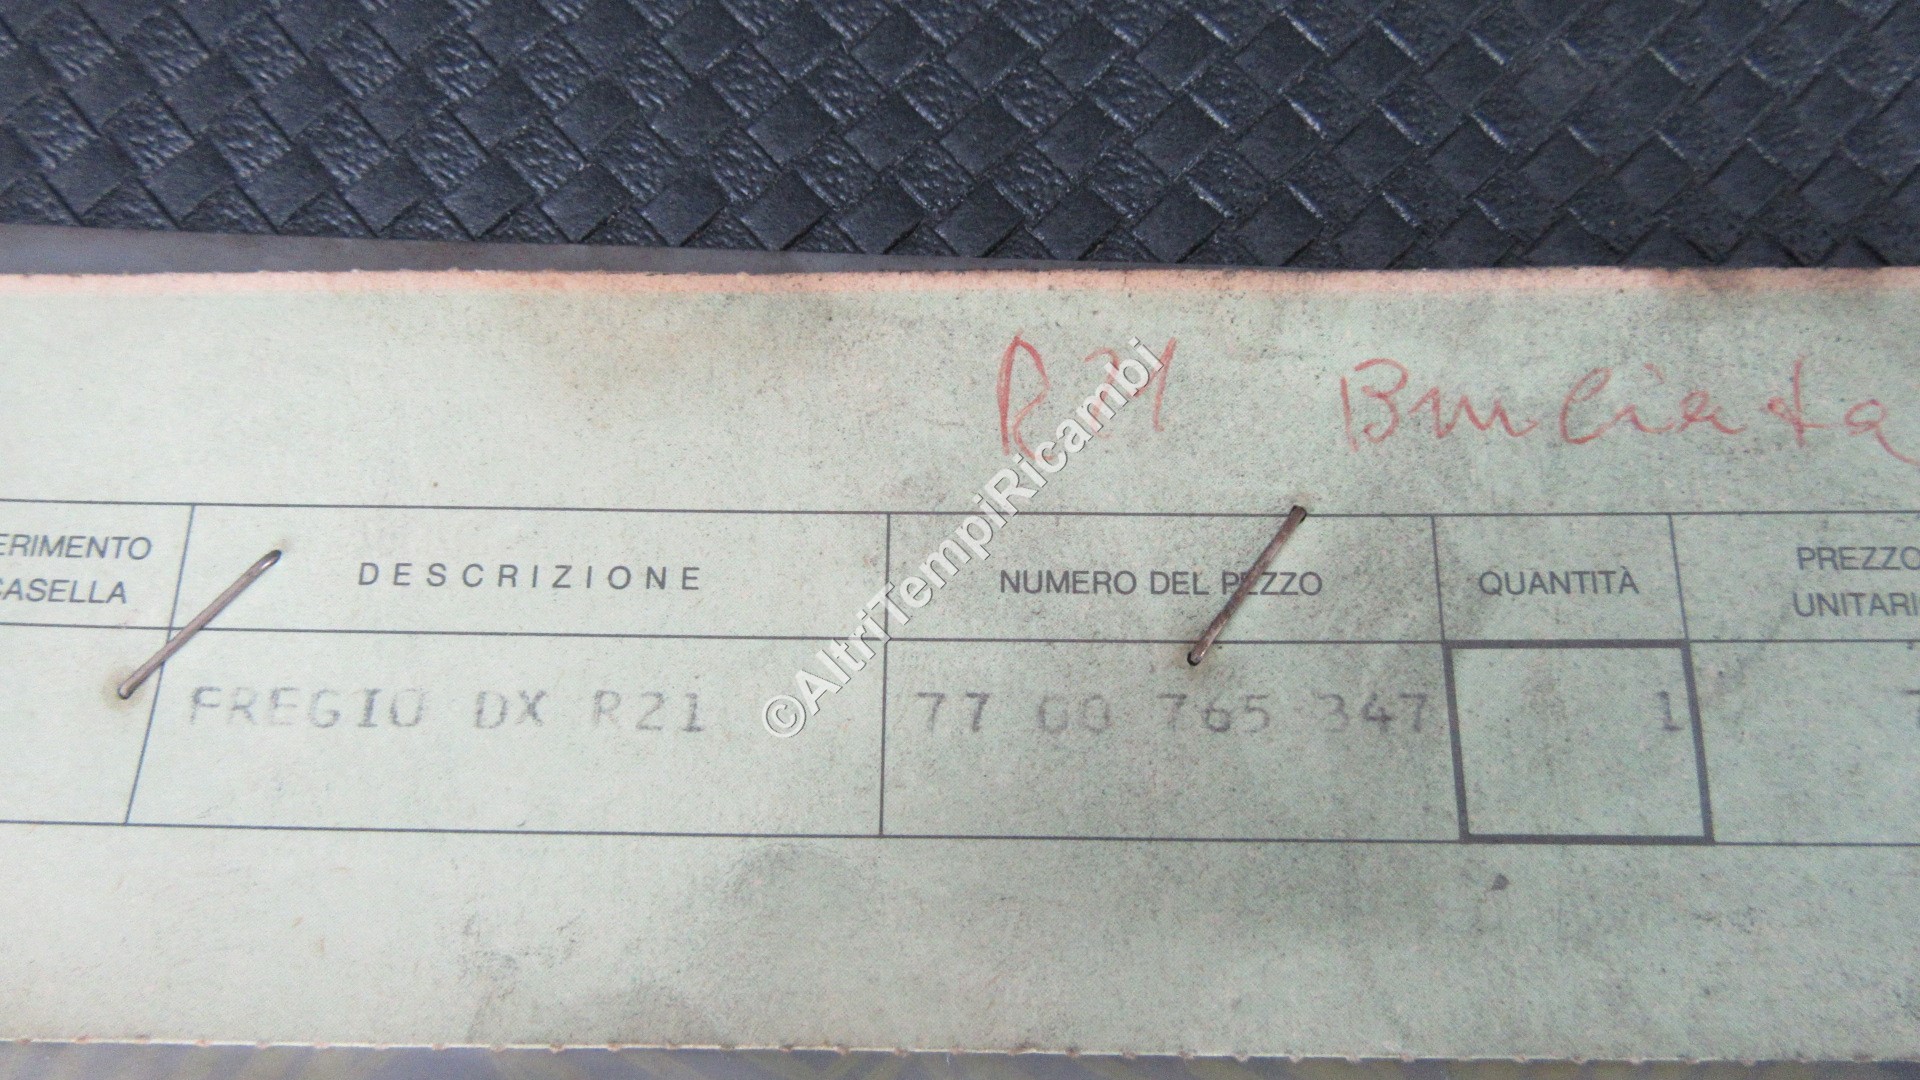 R21 Bruciata
ERIMENTO
CASELLA
DESCRIZIONE
NUMERO DEL PEZZO
QUANTITÀ
PREZZO
UNITARI
FREGIO DX R21
77 00 765 347
1
7
©AltriTempiRicambi